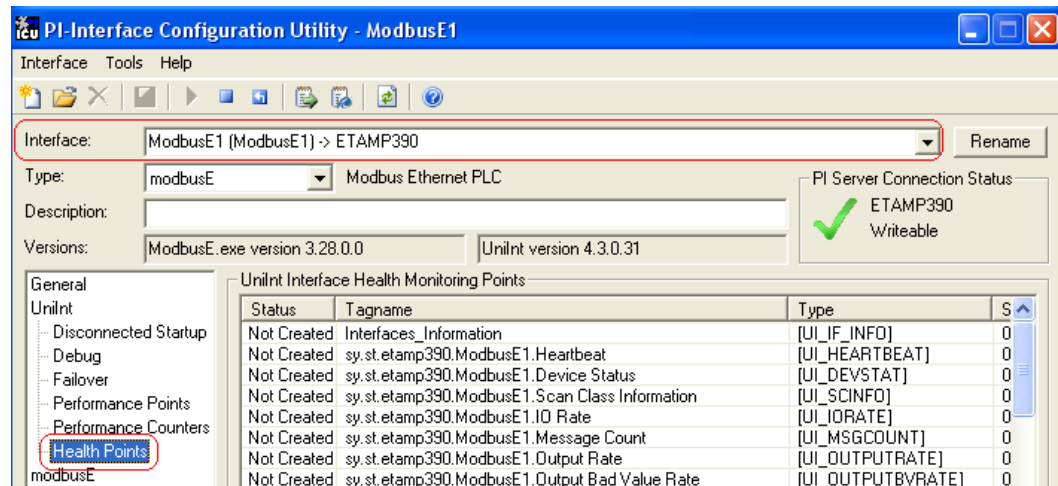 PI-Interface Configuration Utility - ModbusE1
Interface Tools Help
Interface: ModbusE1 (ModbusE1) -> ETAMP390 Rename
Type: modbusE Modbus Ethernet PLC
PI Server Connection Status
ETAMP390
Writeable
Description:
Versions: ModbusE.exe version 3.28.0.0 UniInt version 4.3.0.31
General
UniInt
Disconnected Startup
Debug
Failover
Performance Points
Performance Counters
Health Points
modbusE
UniInt Interface Health Monitoring Points
Status Tagname Type S
Not Created Interfaces_Information [UI_IF_INFO] 0
Not Created sy.st.etamp390.ModbusE1.Heartbeat [UI_HEARTBEAT] 0
Not Created sy.st.etamp390.ModbusE1.Device Status [UI_DEVSTAT] 0
Not Created sy.st.etamp390.ModbusE1.Scan Class Information [UI_SCINFO] 0
Not Created sy.st.etamp390.ModbusE1.IO Rate [UI_IORATE] 0
Not Created sy.st.etamp390.ModbusE1.Message Count [UI_MSGCOUNT] 0
Not Created sy.st.etamp390.ModbusE1.Output Rate [UI_OUTPUTRATE] 0
Not Created sy.st.etamp390.ModbusE1.Output Bad Value Rate [UI_OUTPUTBVRATE] 0